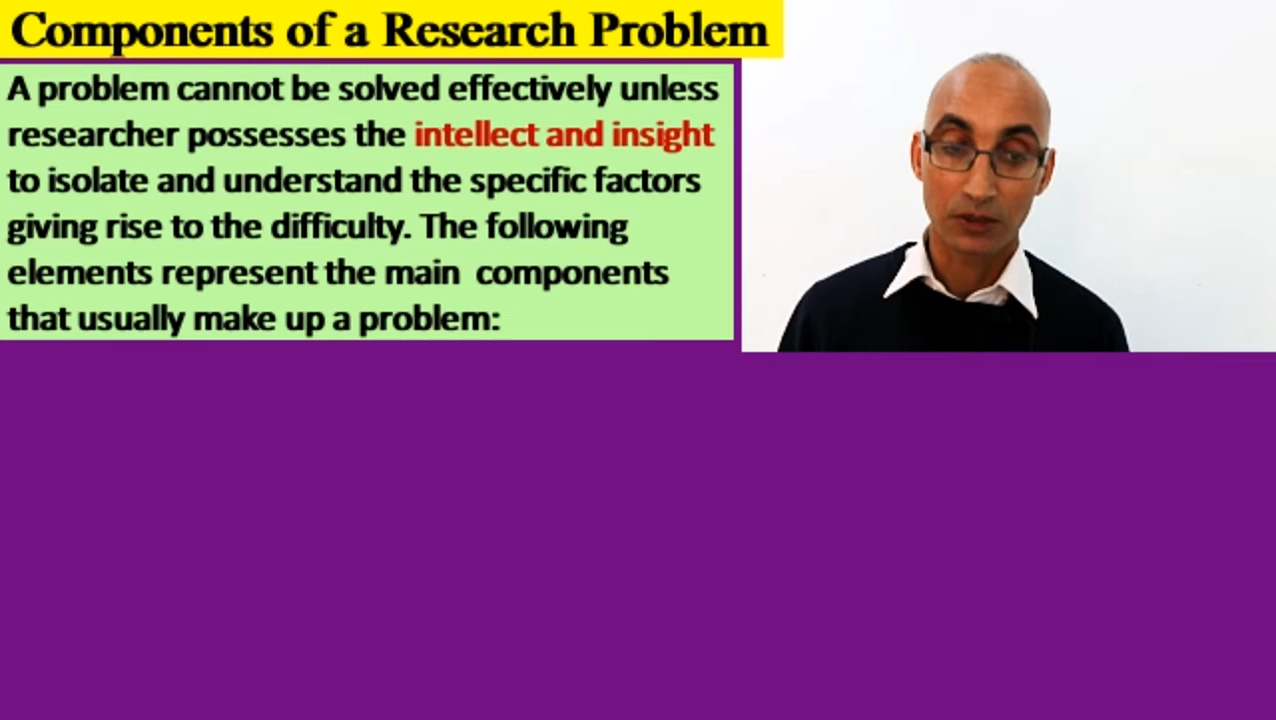 Components of a Research Problem
A problem cannot be solved effectively unless
researcher possesses the intellect and insight
to isolate and understand the specific factors
giving rise to the difficulty. The following
elements represent the main  components
that usually make up a problem: